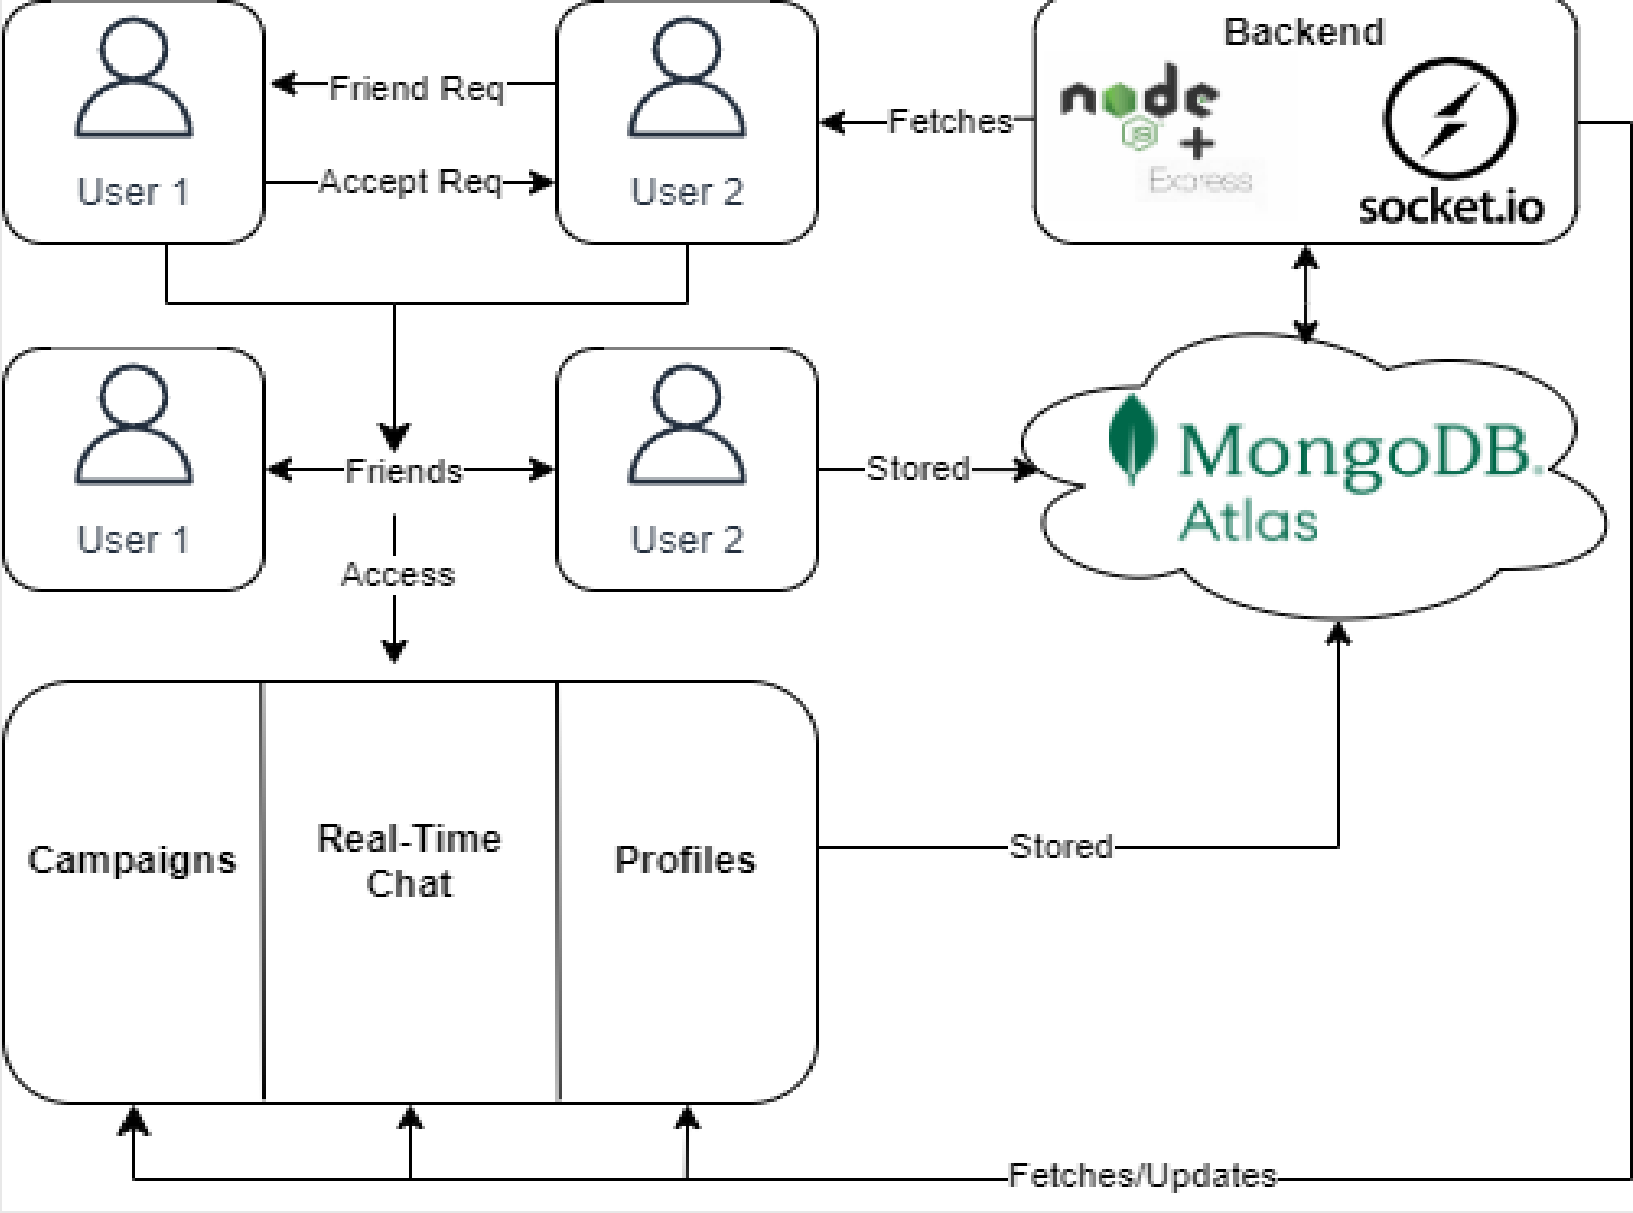 Backend
node
JS
+
Express
socket.io
Friend Req
Fetches
Accept Req
User 1
User 2
Friends
Stored
MongoDB.
Atlas
User 1
User 2
Access
Campaigns
Real-Time
Chat
Profiles
Stored
Fetches/Updates